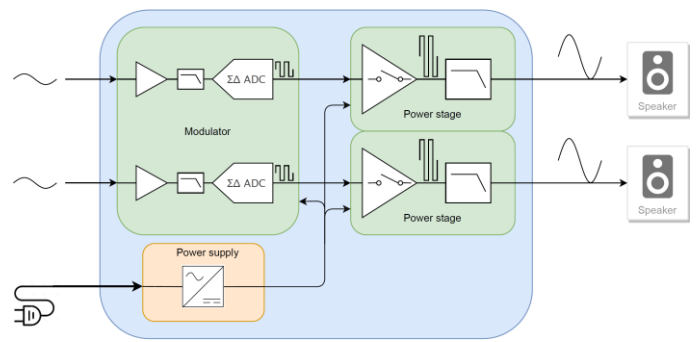 ΣΔ ADC
Power stage
Speaker
Modulator
ΣΔ ADC
Power stage
Speaker
Power supply